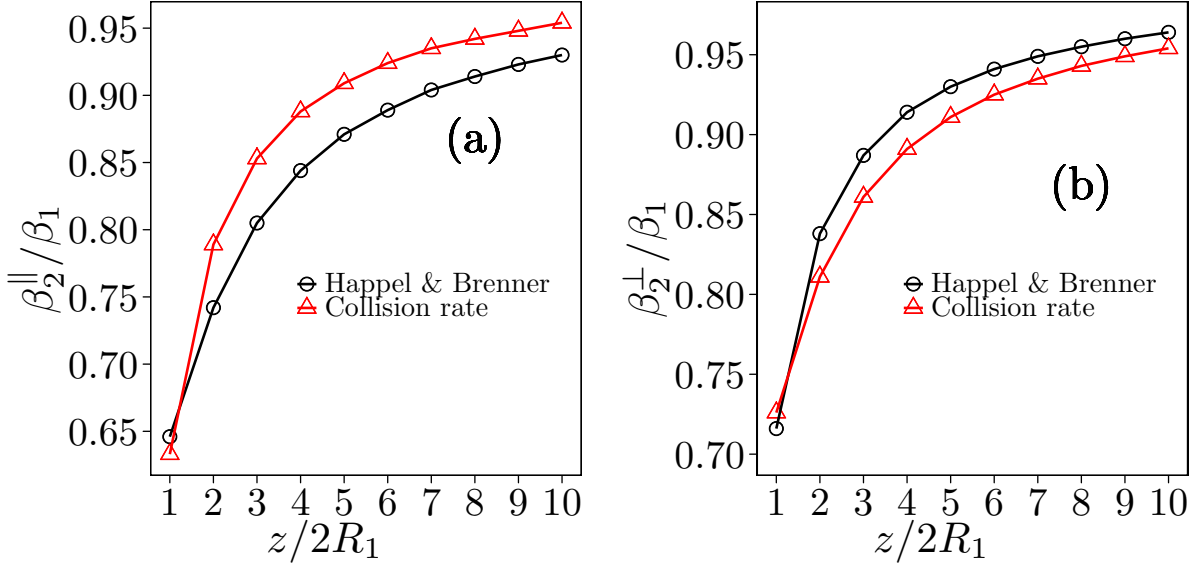 0.95
0.90
0.85
0.80
0.75
0.70
0.65
β₂^∥/β₁
(a)
Happel & Brenner
Collision rate
1 2 3 4 5 6 7 8 9 10
z/2R₁
0.95
0.90
0.85
0.80
0.75
0.70
β₂^⊥/β₁
(b)
Happel & Brenner
Collision rate
1 2 3 4 5 6 7 8 9 10
z/2R₁